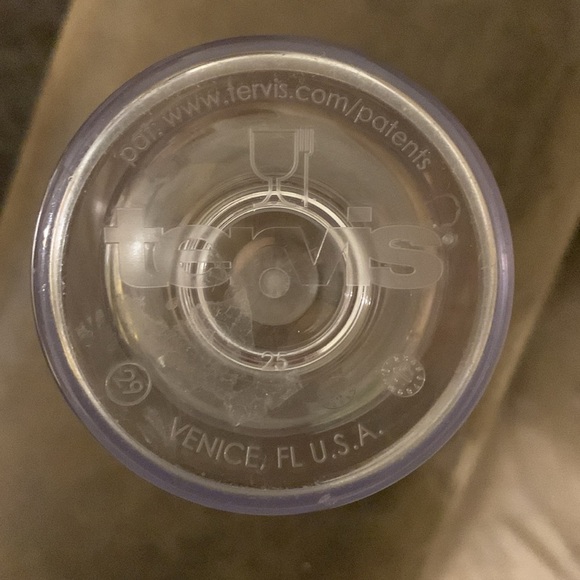 pat. www.tervis.com/patents
tervis®
25
29
VENICE, FL U.S.A.